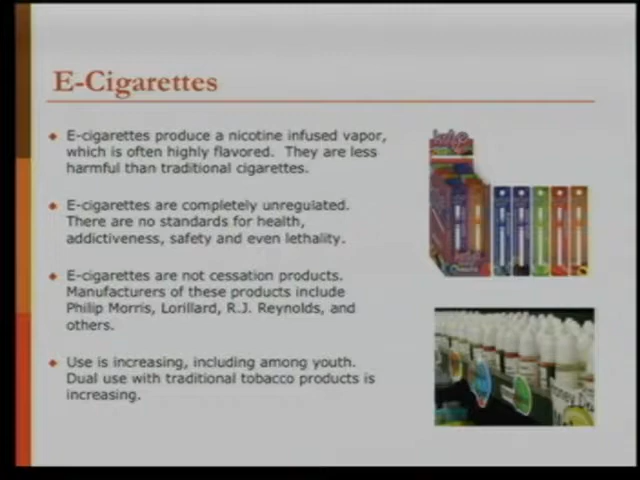 E-Cigarettes
E-cigarettes produce a nicotine infused vapor,
which is often highly flavored. They are less
harmful than traditional cigarettes.
E-cigarettes are completely unregulated.
There are no standards for health,
addictiveness, safety and even lethality.
E-cigarettes are not cessation products.
Manufacturers of these products include
Philip Morris, Lorillard, R.J. Reynolds, and
others.
Use is increasing, including among youth.
Dual use with traditional tobacco products is
increasing.